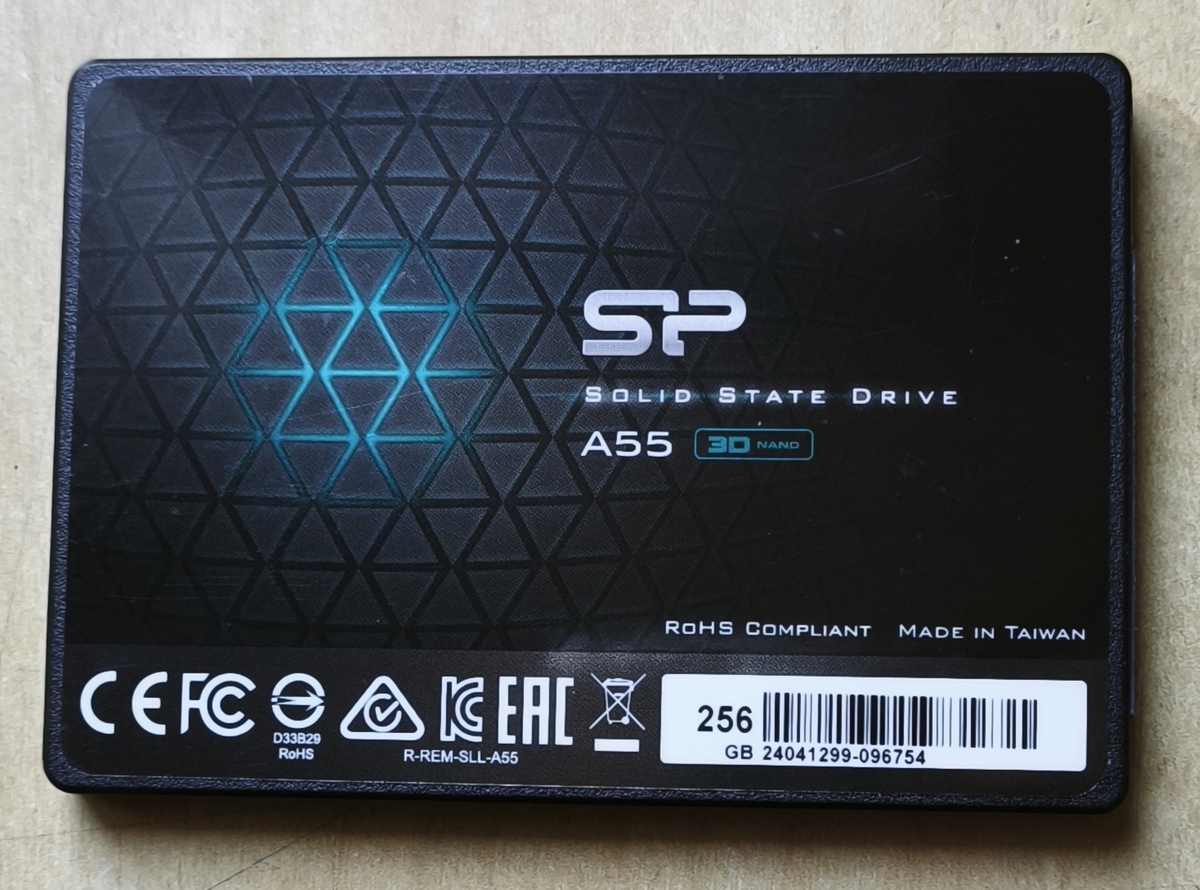 SP
SOLID STATE DRIVE
A55 3D NAND
RoHS COMPLIANT MADE IN TAIWAN
CE FC D33B29 RoHS R-REM-SLL-A55 KC EAC
256 GB 24041299-096754